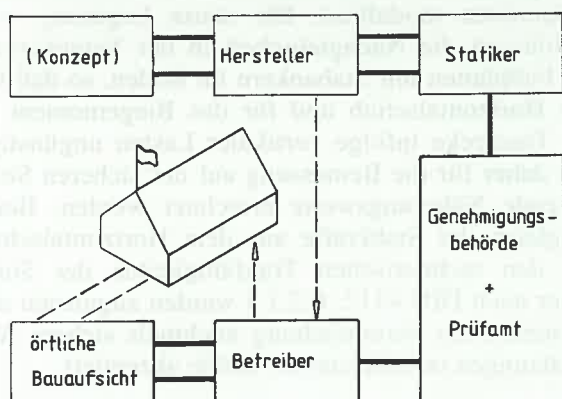 (Konzept)
Hersteller
Statiker
Genehmigungs-
behörde
+
Prüfamt
örtliche
Bauaufsicht
Betreiber